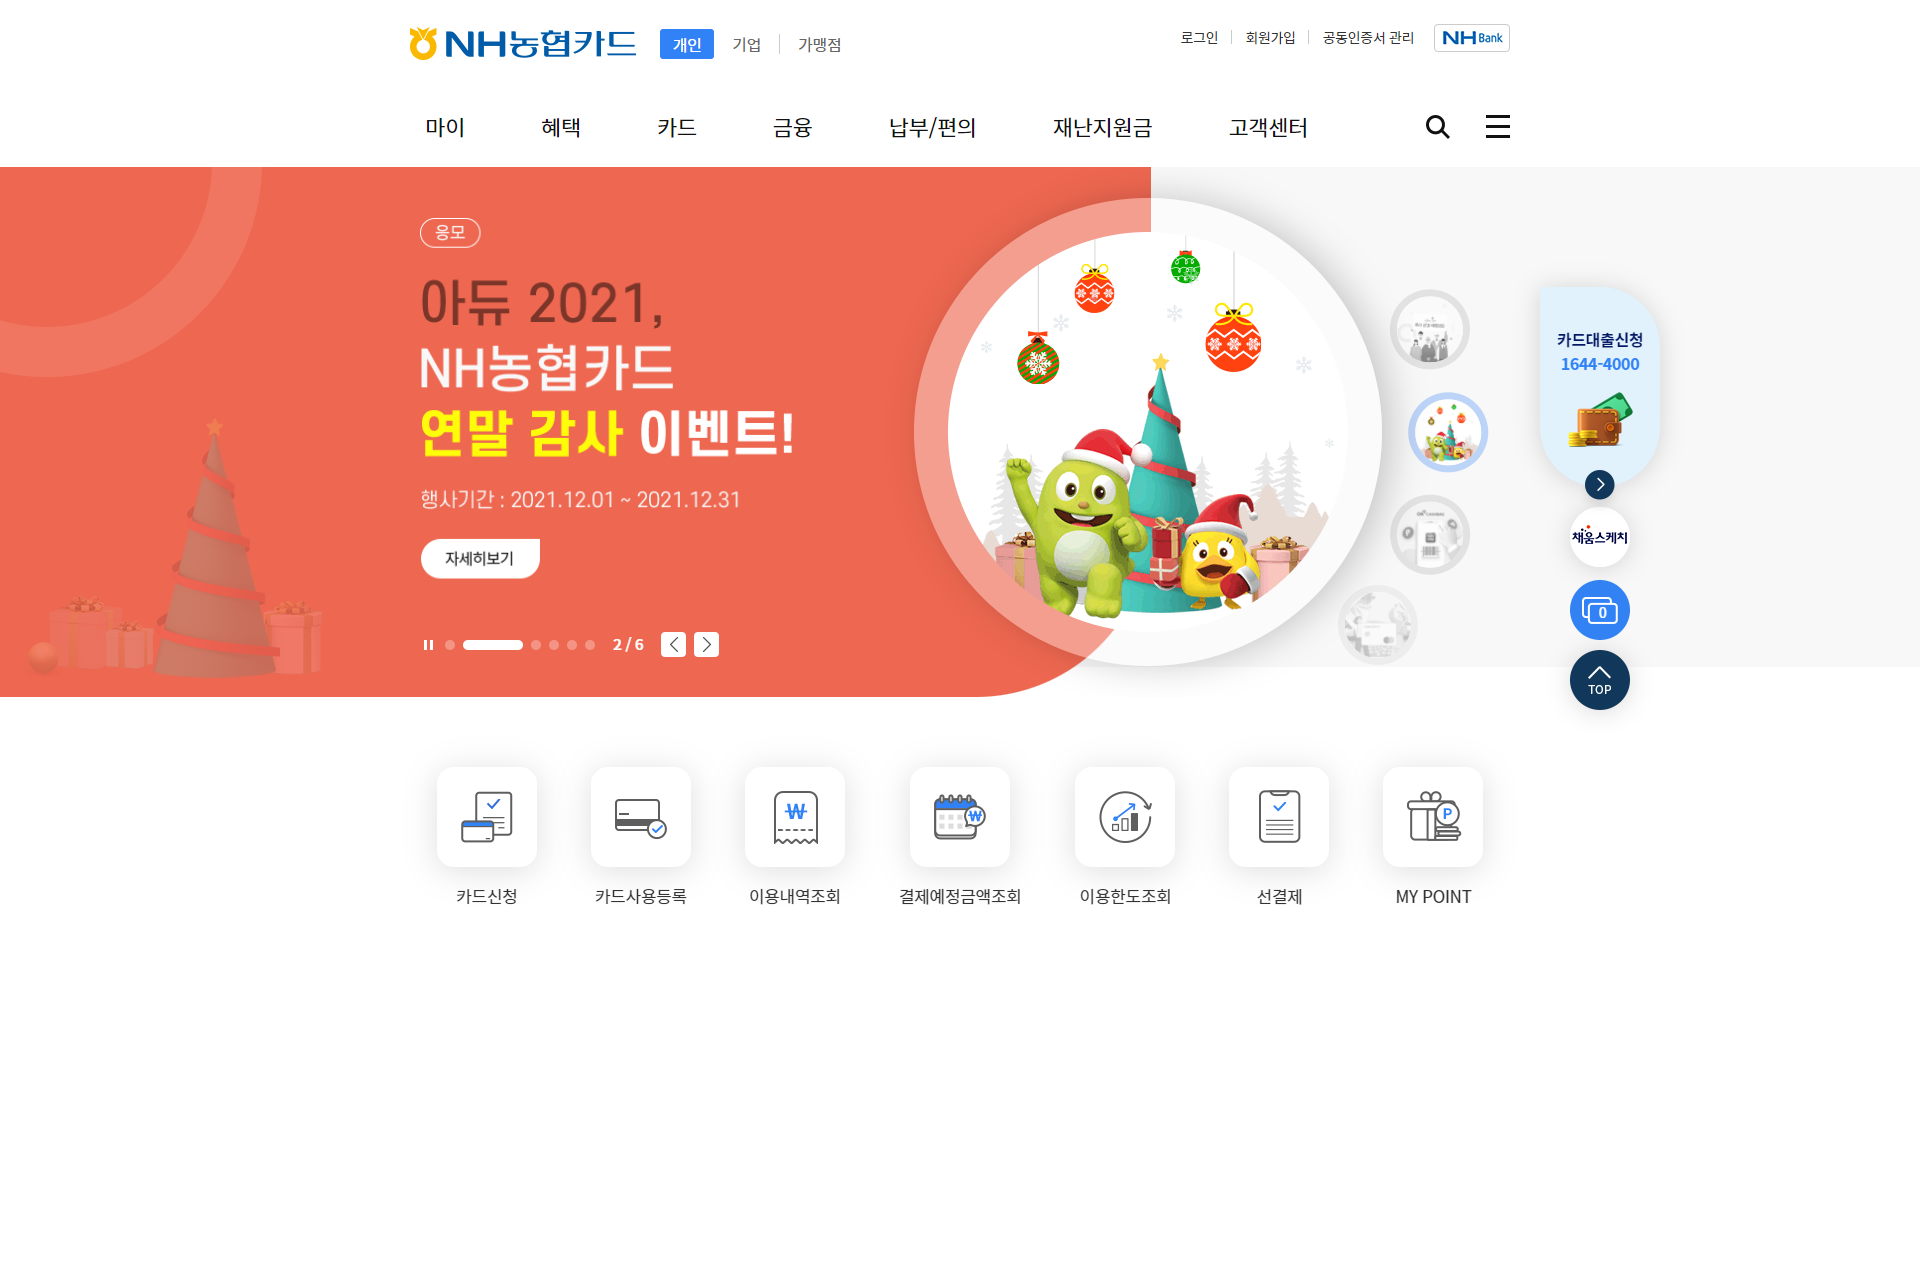 NH농협카드
개인
기업
가맹점
로그인
회원가입
공동인증서 관리
NH Bank
마이
혜택
카드
금융
납부/편의
재난지원금
고객센터
응모
아듀 2021,
NH농협카드
연말 감사 이벤트!
행사기간 : 2021.12.01 ~ 2021.12.31
자세히보기
2 / 6
카드대출신청
1644-4000
채움스케치
0
TOP
카드신청
카드사용등록
이용내역조회
결제예정금액조회
이용한도조회
선결제
P
MY POINT